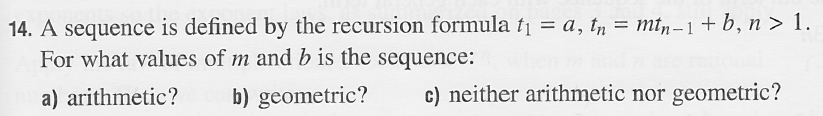 14. A sequence is defined by the recursion formula t₁ = a, tₙ = mtₙ₋₁ + b, n > 1.
For what values of m and b is the sequence:
a) arithmetic? b) geometric? c) neither arithmetic nor geometric?